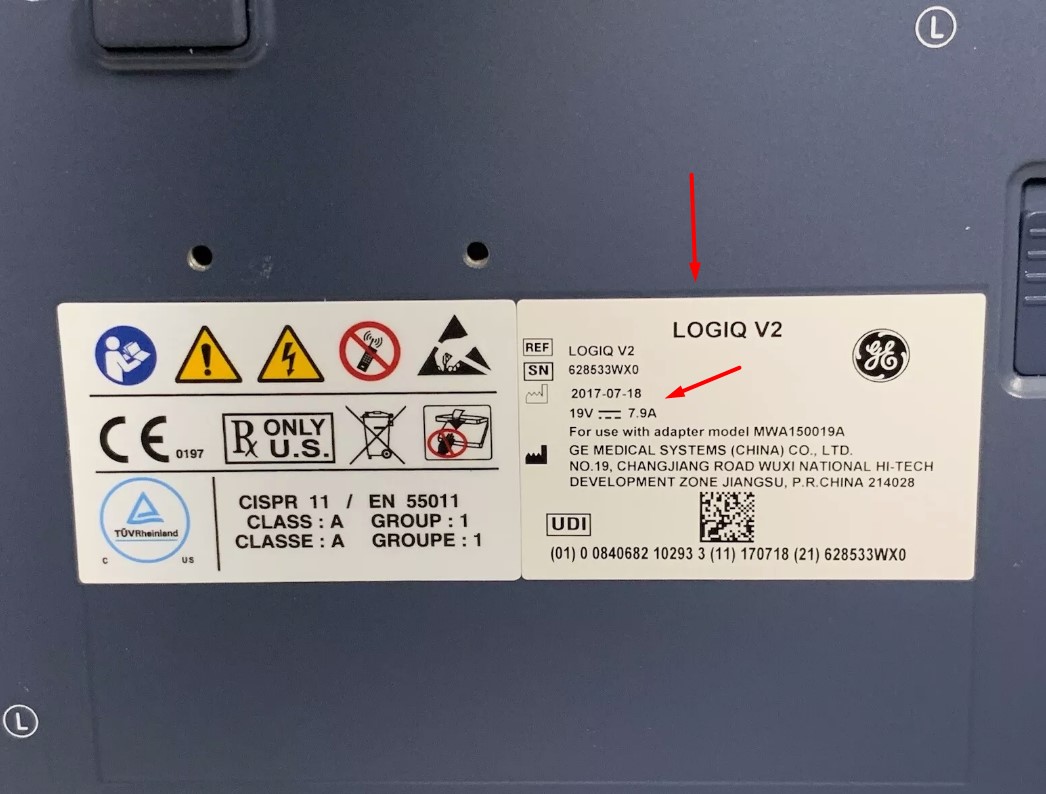 L
CE 0197
Rx ONLY
U.S.
TÜVRheinland
C US
CISPR 11 / EN 55011
CLASS : A GROUP : 1
CLASSE : A GROUPE : 1
LOGIQ V2
GE
REF LOGIQ V2
SN 628533WX0
2017-07-18
19V 7.9A
For use with adapter model MWA150019A
GE MEDICAL SYSTEMS (CHINA) CO., LTD.
NO.19, CHANGJIANG ROAD WUXI NATIONAL HI-TECH
DEVELOPMENT ZONE JIANGSU, P.R.CHINA 214028
UDI
(01) 0 0840682 10293 3 (11) 170718 (21) 628533WX0
L